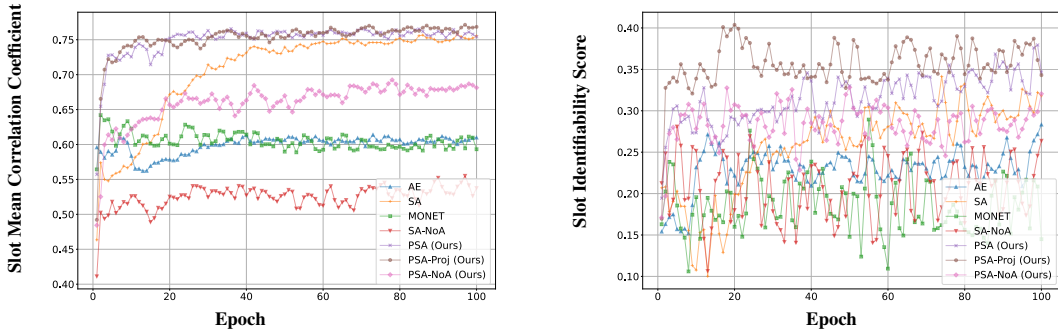 Slot Mean Correlation Coefficient
0.75
0.70
0.65
0.60
0.55
0.50
0.45
0.40
0
20
40
60
80
100
Epoch
AE
SA
MONET
SA-NoA
PSA (Ours)
PSA-Proj (Ours)
PSA-NoA (Ours)
Slot Identifiability Score
0.40
0.35
0.30
0.25
0.20
0.15
0.10
0
20
40
60
80
100
Epoch
AE
SA
MONET
SA-NoA
PSA (Ours)
PSA-Proj (Ours)
PSA-NoA (Ours)